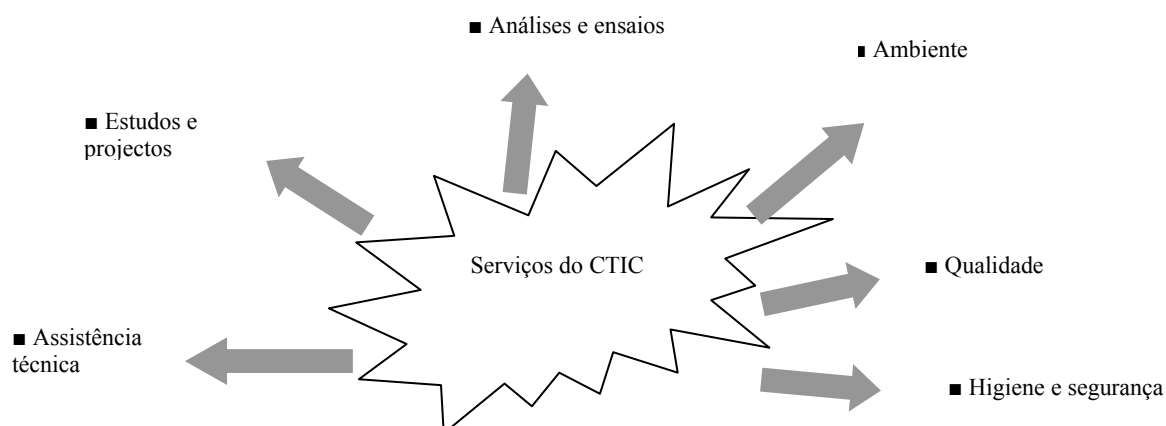 ■ Análises e ensaios
■ Ambiente
■ Estudos e
projectos
Serviços do CTIC
■ Qualidade
■ Assistência
técnica
■ Higiene e segurança